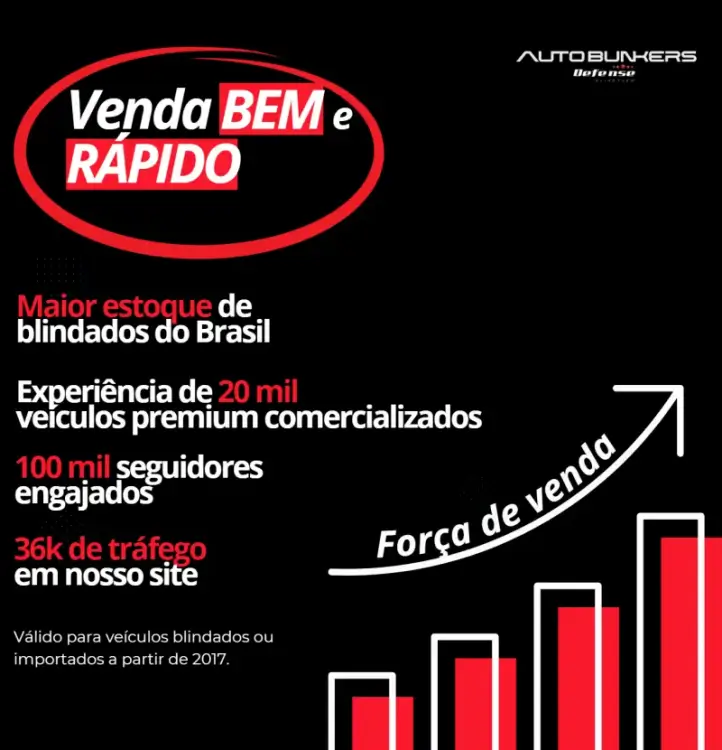 AUTOBUNKERS
Defense
Venda BEM e
RÁPIDO
Maior estoque de
blindados do Brasil
Experiência de 20 mil
veículos premium comercializados
100 mil seguidores
engajados
36k de tráfego
em nosso site
Força de venda
Válido para veículos blindados ou
importados a partir de 2017.